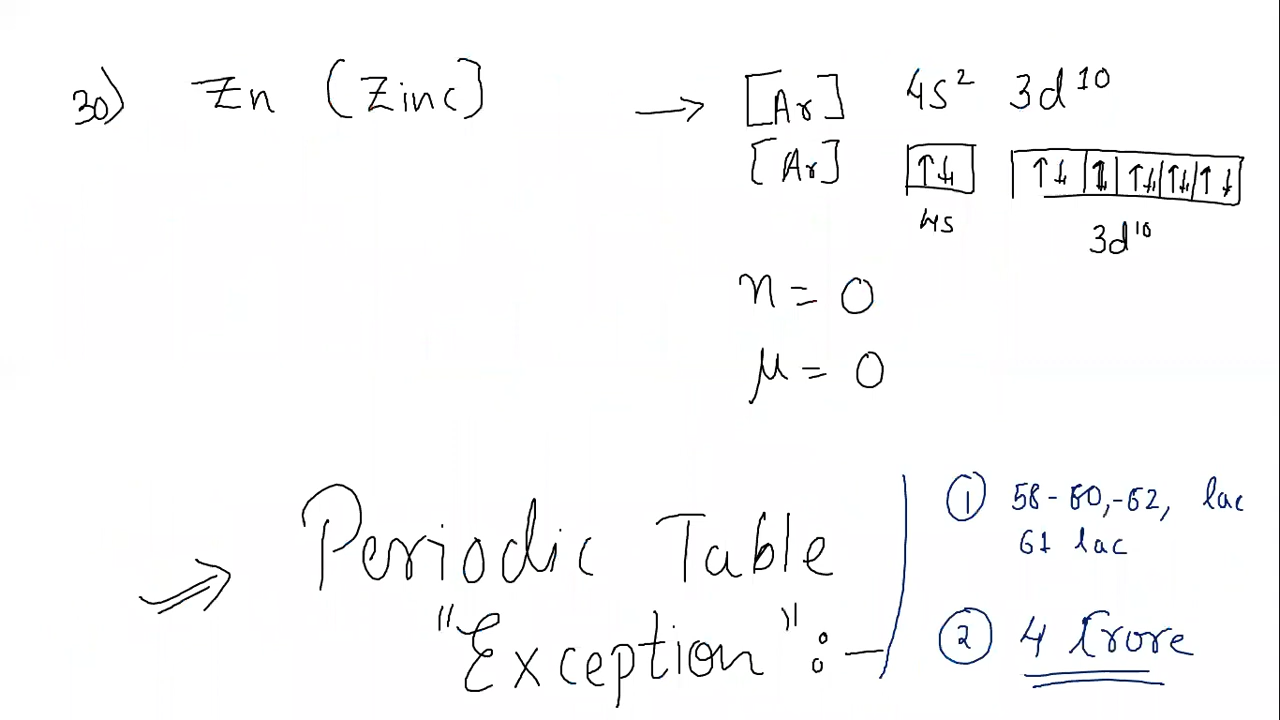 30) Zn (Zinc) → [Ar] 4s² 3d¹⁰
[Ar] ↑↓ ↑↓ ↑↓ ↑↓ ↑↓ ↑↓
4s 3d¹⁰
n = 0
μ = 0
⇒ Periodic Table
"Exception" :-
① 58 - 60,-62, lac
61 lac
② 4 Crore